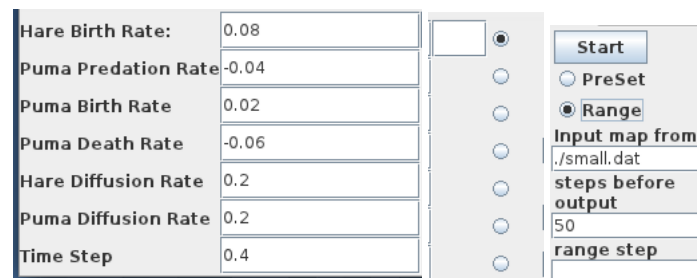 Hare Birth Rate: 0.08
Puma Predation Rate -0.04
Puma Birth Rate 0.02
Puma Death Rate -0.06
Hare Diffusion Rate 0.2
Puma Diffusion Rate 0.2
Time Step 0.4
Start
PreSet
Range
Input map from
./small.dat
steps before
output
50
range step